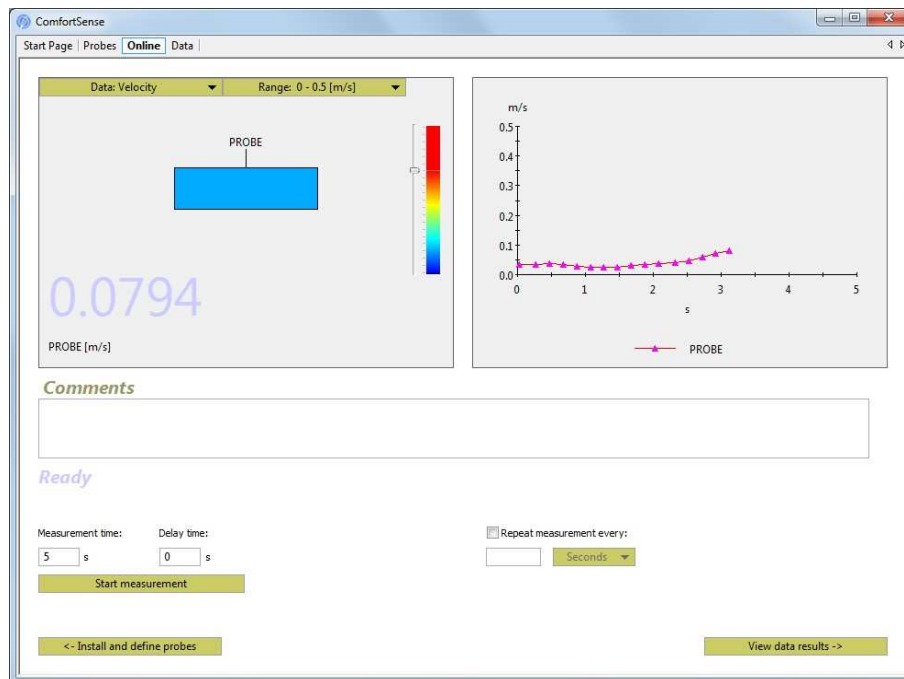 ComfortSense
Start Page Probes Online Data
Data: Velocity Range: 0 - 0.5 [m/s]
PROBE
0.0794
PROBE [m/s]
m/s
0.5
0.4
0.3
0.2
0.1
0.0
0 1 2 3 4 5
s
PROBE
Comments
Ready
Measurement time: Delay time: Repeat measurement every:
5 s 0 s Seconds
Start measurement
<- Install and define probes View data results ->